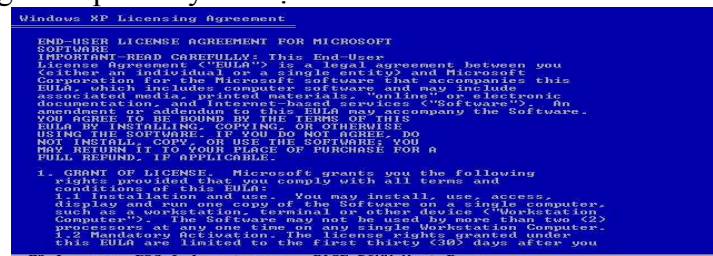 Windows XP Licensing Agreement
END-USER LICENSE AGREEMENT FOR MICROSOFT
SOFTWARE
IMPORTANT-READ CAREFULLY: This End-User
License Agreement ("EULA") is a legal agreement between you
(either an individual or a single entity) and Microsoft
Corporation for the Microsoft software that accompanies this
EULA, which includes computer software and may include
associated media, printed materials, "online" or electronic
documentation, and Internet-based services ("Software"). An
amendment or addendum to this EULA may accompany the Software.
YOU AGREE TO BE BOUND BY THE TERMS OF THIS
EULA BY INSTALLING, COPYING, OR OTHERWISE
USING THE SOFTWARE. IF YOU DO NOT AGREE, DO
NOT INSTALL, COPY, OR USE THE SOFTWARE; YOU
MAY RETURN IT TO YOUR PLACE OF PURCHASE FOR A
FULL REFUND, IF APPLICABLE.
1. GRANT OF LICENSE. Microsoft grants you the following
rights provided that you comply with all terms and
conditions of this EULA:
1.1 Installation and use. You may install, use, access,
display and run one copy of the Software on a single computer,
such as a workstation, terminal or other device ("Workstation
Computer"). The Software may not be used by more than two (2)
processors at any one time on any single Workstation Computer.
1.2 Mandatory Activation. The license rights granted under
this EULA are limited to the first thirty (30) days after you